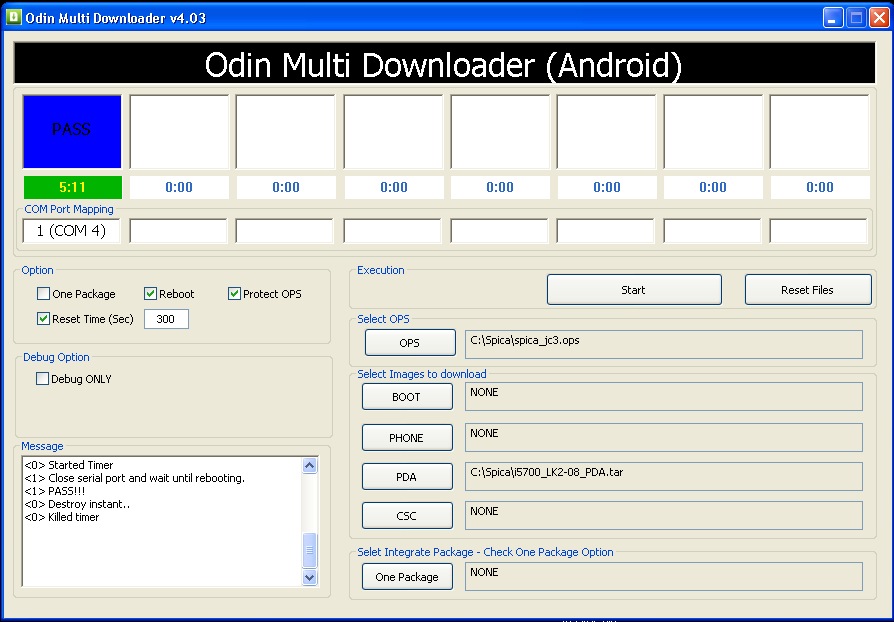 Odin Multi Downloader v4.03
Odin Multi Downloader (Android)
PASS
5:11 0:00 0:00 0:00 0:00 0:00 0:00 0:00
COM Port Mapping
1 (COM 4)
Option
One Package Reboot Protect OPS
Reset Time (Sec) 300
Debug Option
Debug ONLY
Message
<0> Started Timer
<1> Close serial port and wait until rebooting.
<1> PASS!!!
<0> Destroy instant..
<0> Killed timer
Execution
Start Reset Files
Select OPS
OPS C:\Spica\spica_jc3.ops
Select Images to download
BOOT NONE
PHONE NONE
PDA C:\Spica\i5700_LK2-08_PDA.tar
CSC NONE
Selet Integrate Package - Check One Package Option
One Package NONE